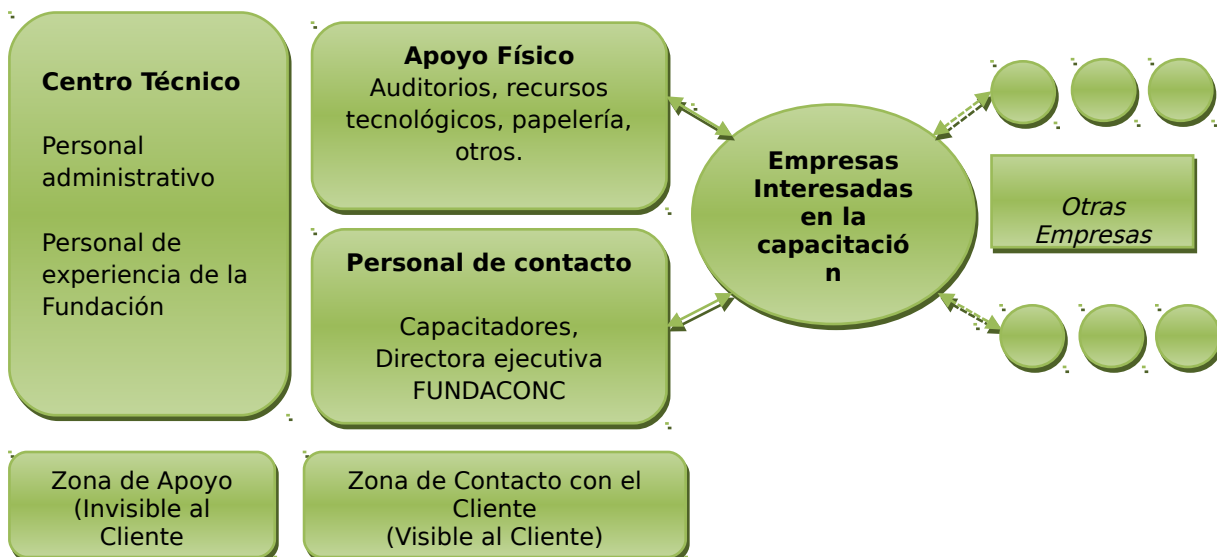 Centro Técnico
Personal
administrativo
Personal de
experiencia de la
Fundación
Apoyo Físico
Auditorios, recursos
tecnológicos, papelería,
otros.
Personal de contacto
Capacitadores,
Directora ejecutiva
FUNDACONC
Empresas
Interesadas
en la
capacitació
n
Otras
Empresas
Zona de Apoyo
(Invisible al
Cliente
Zona de Contacto con el
Cliente
(Visible al Cliente)